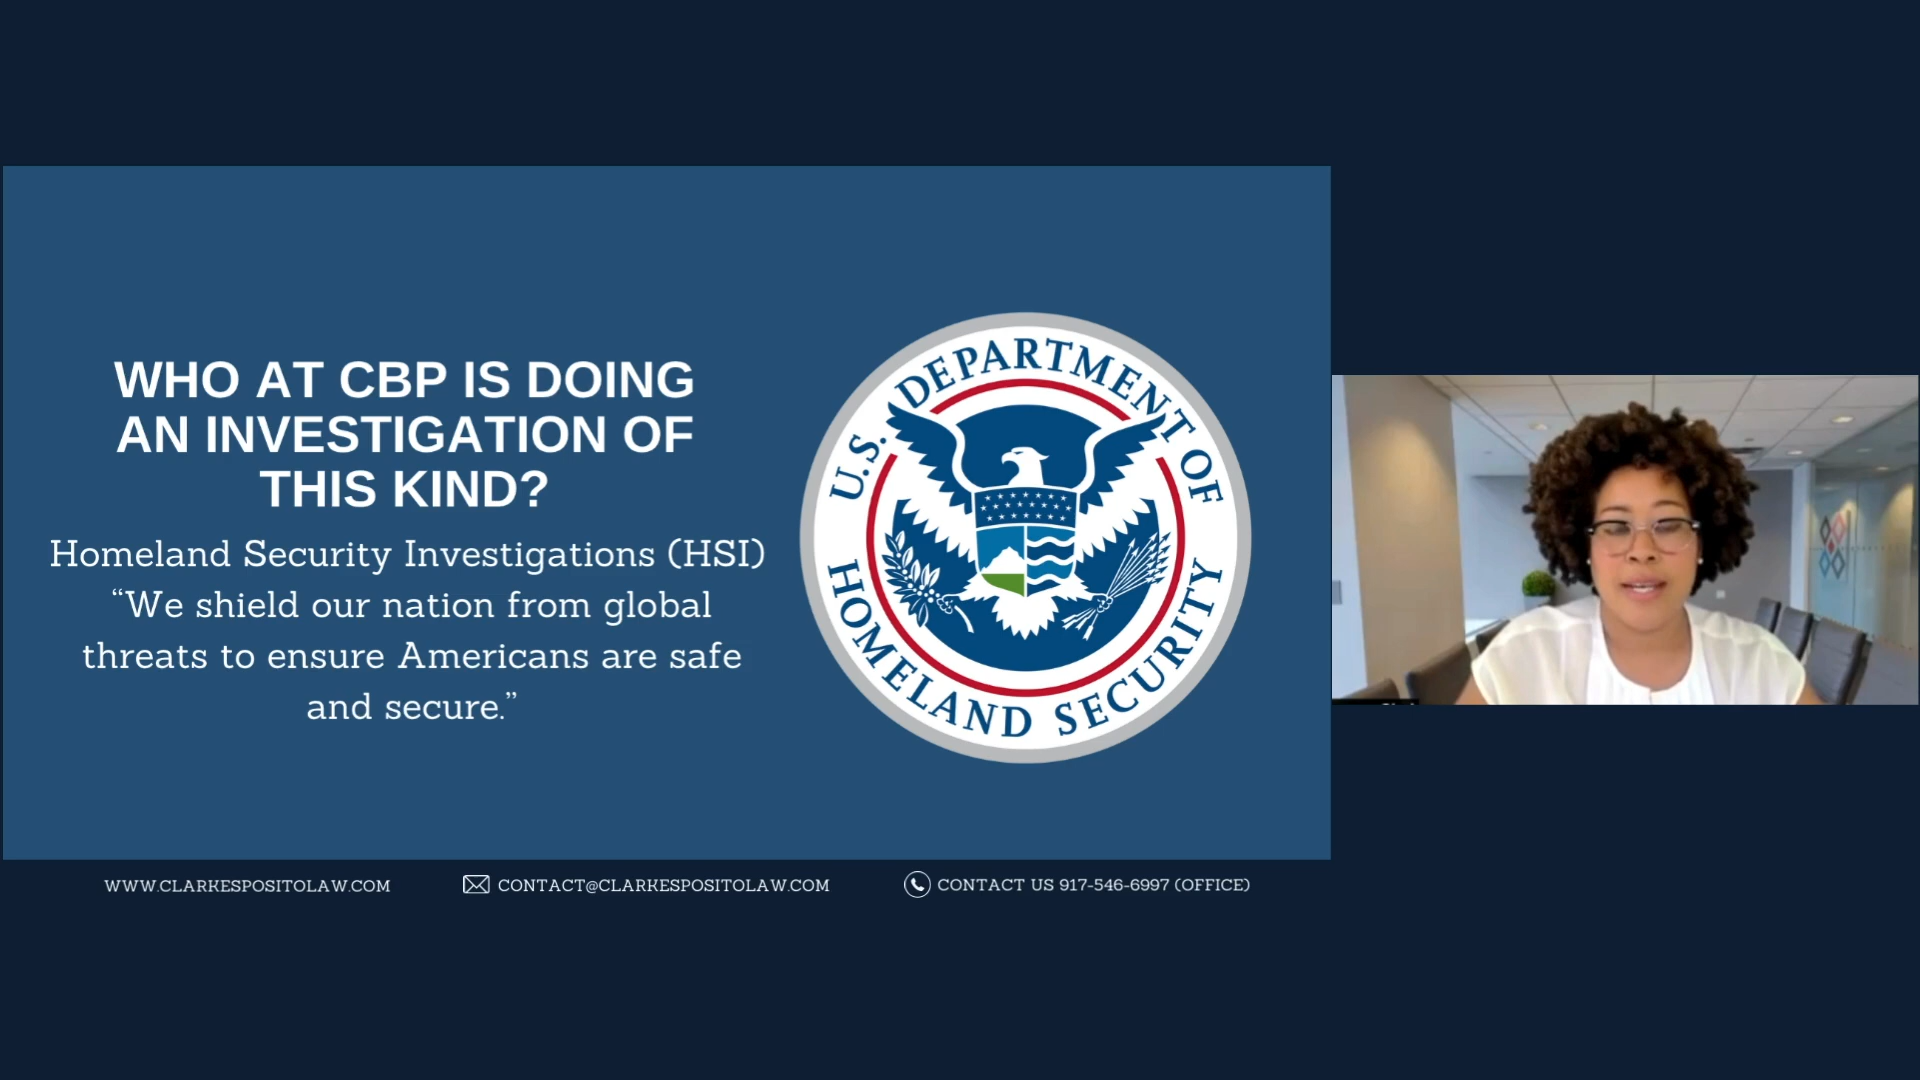 WHO AT CBP IS DOING
AN INVESTIGATION OF
THIS KIND?
Homeland Security Investigations (HSI)
“We shield our nation from global
threats to ensure Americans are safe
and secure.”
U.S. DEPARTMENT OF
HOMELAND SECURITY
WWW.CLARKESPOSITOLAW.COM
CONTACT@CLARKESPOSITOLAW.COM
CONTACT US 917-546-6997 (OFFICE)